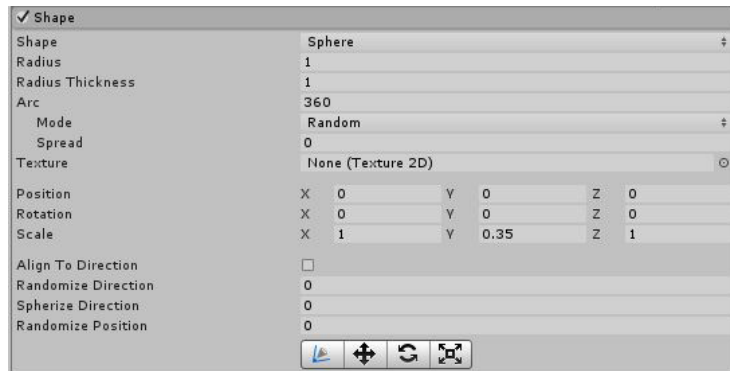 Shape
Shape Sphere
Radius 1
Radius Thickness 1
Arc 360
Mode Random
Spread 0
Texture None (Texture 2D)
Position X 0 Y 0 Z 0
Rotation X 0 Y 0 Z 0
Scale X 1 Y 0.35 Z 1
Align To Direction
Randomize Direction 0
Spherize Direction 0
Randomize Position 0